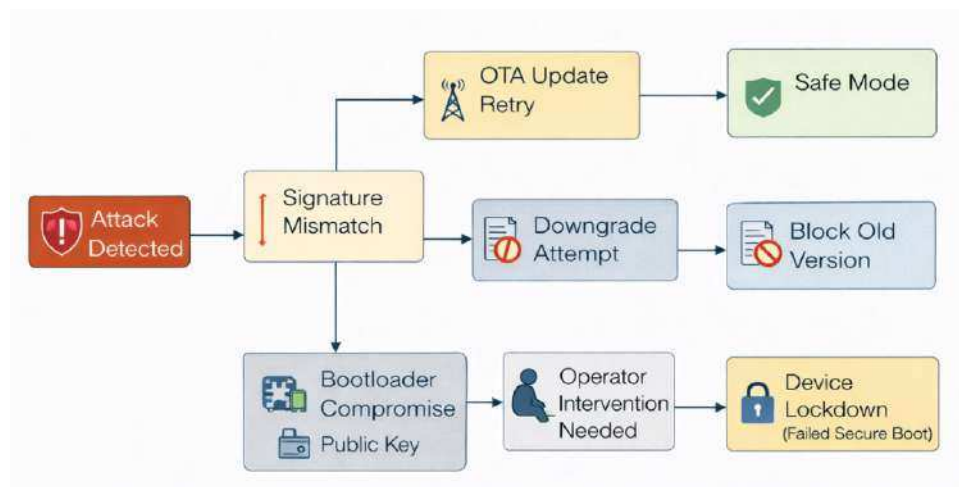 OTA Update
Retry
Safe Mode
Attack
Detected
Signature
Mismatch
Downgrade
Attempt
Block Old
Version
Bootloader
Compromise
Public Key
Operator
Intervention
Needed
Device
Lockdown
(Failed Secure Boot)